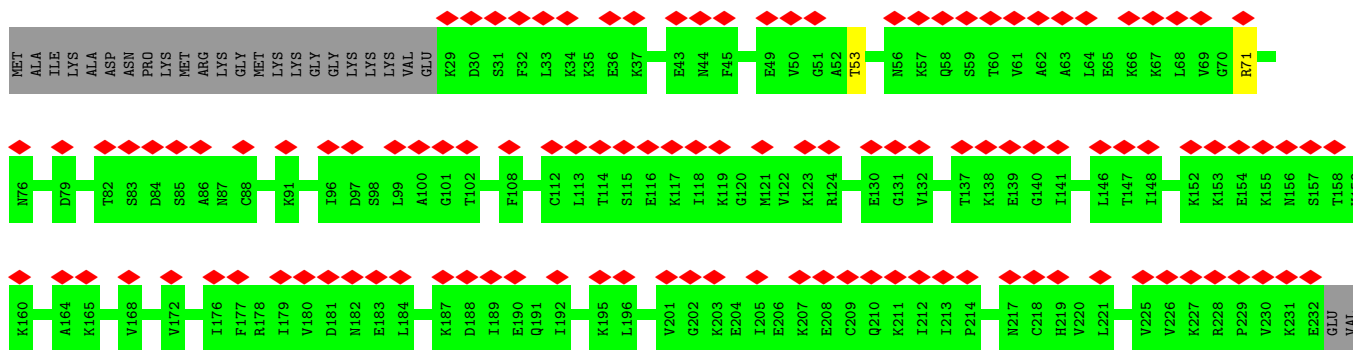 MET ALA ILE LYS ALA ASP ASN PRO LYS MET ARG LYS GLY MET LYS LYS GLY GLY LYS LYS LYS VAL GLU K29 D30 S31 F32 L33 K34 K35 E36 K37 E43 N44 F45 E49 V50 G51 A52 T53 N56 K57 Q58 S59 T60 V61 A62 A63 L64 E65 K66 K67 L68 V69 G70 R71
N76 D79 T82 S83 D84 S85 A86 N87 C88 K91 I96 D97 S98 L99 A100 G101 T102 F108 C112 L113 T114 S115 E116 K117 I118 K119 G120 M121 V122 K123 R124 E130 G131 V132 T137 K138 E139 G140 I141 L146 T147 I148 K152 K153 E154 K155 N156 S157 T158
K160 A164 K165 V168 V172 I176 F177 R178 I179 V180 D181 N182 E183 L184 K187 D188 I189 E190 Q191 I192 K195 L196 V201 G202 K203 E204 I205 E206 K207 E208 C209 Q210 K211 I212 I213 P214 N217 C218 H219 V220 L221 V225 V226 K227 R228 P229 V230 K231 E232 GLU VAL